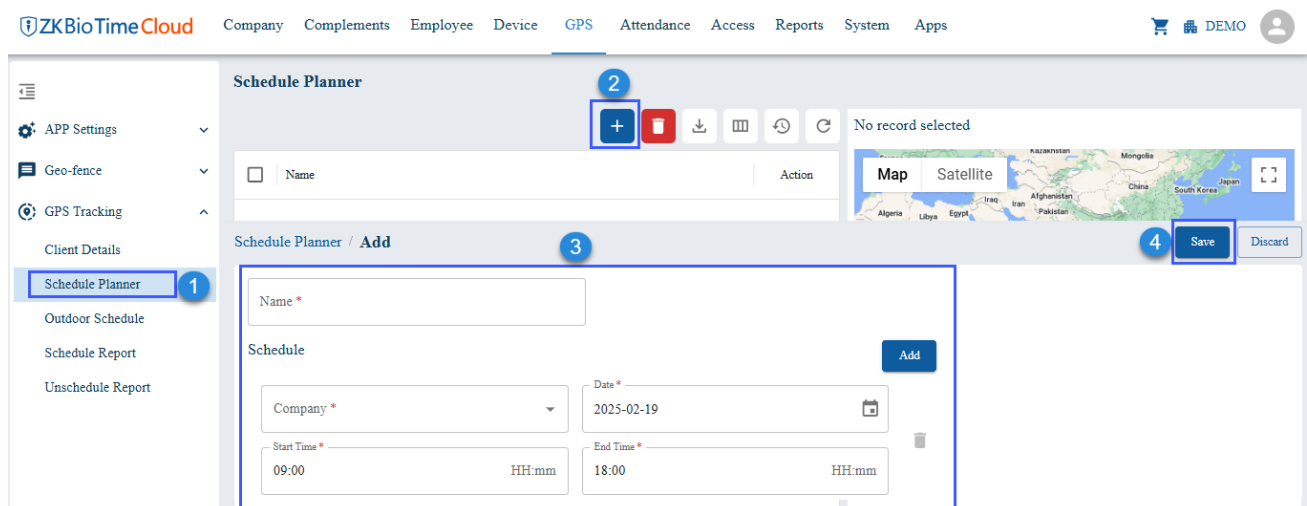 ZKBioTime Cloud
Company Complements Employee Device GPS Attendance Access Reports System Apps
DEMO
Schedule Planner
2
APP Settings
Geo-fence
GPS Tracking
Client Details
Schedule Planner
1
Outdoor Schedule
Schedule Report
Unschedule Report
Name Action
No record selected
Map Satellite
Kazakhstan
Mongolia
China
South Korea
Japan
Afghanistan
Iraq
Iran
Pakistan
Algeria
Libya
Egypt
Schedule Planner / Add
3
4
Save
Discard
Name *
Schedule
Add
Company *
Date *
2025-02-19
Start Time *
09:00 HH:mm
End Time *
18:00 HH:mm